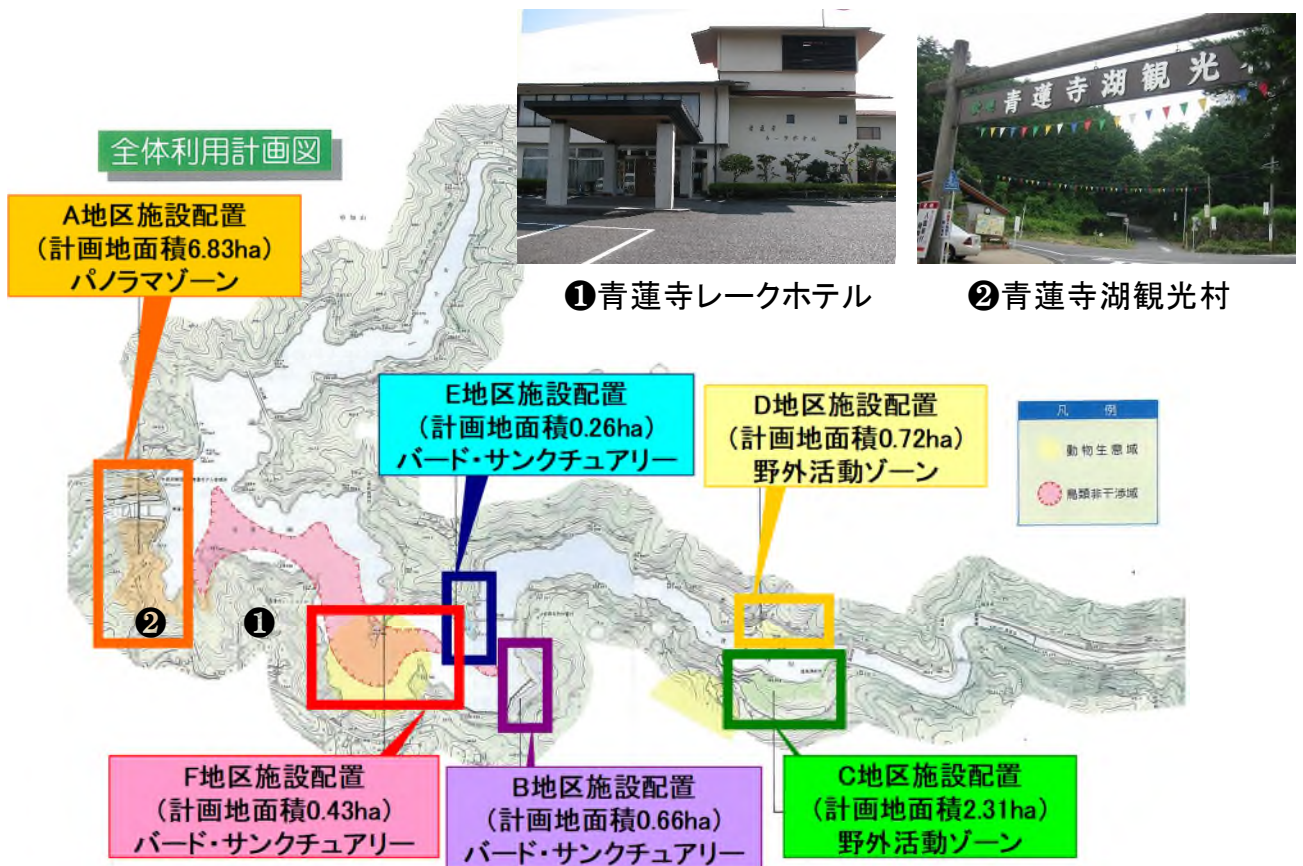 全体利用計画図
青蓮寺湖観光
❶青蓮寺レークホテル
❷青蓮寺湖観光村
A地区施設配置
(計画地面積6.83ha)
パノラマゾーン
E地区施設配置
(計画地面積0.26ha)
バード・サンクチュアリー
D地区施設配置
(計画地面積0.72ha)
野外活動ゾーン
凡 例
動物生息域
鳥類非干渉域
❷
❶
F地区施設配置
(計画地面積0.43ha)
バード・サンクチュアリー
B地区施設配置
(計画地面積0.66ha)
バード・サンクチュアリー
C地区施設配置
(計画地面積2.31ha)
野外活動ゾーン